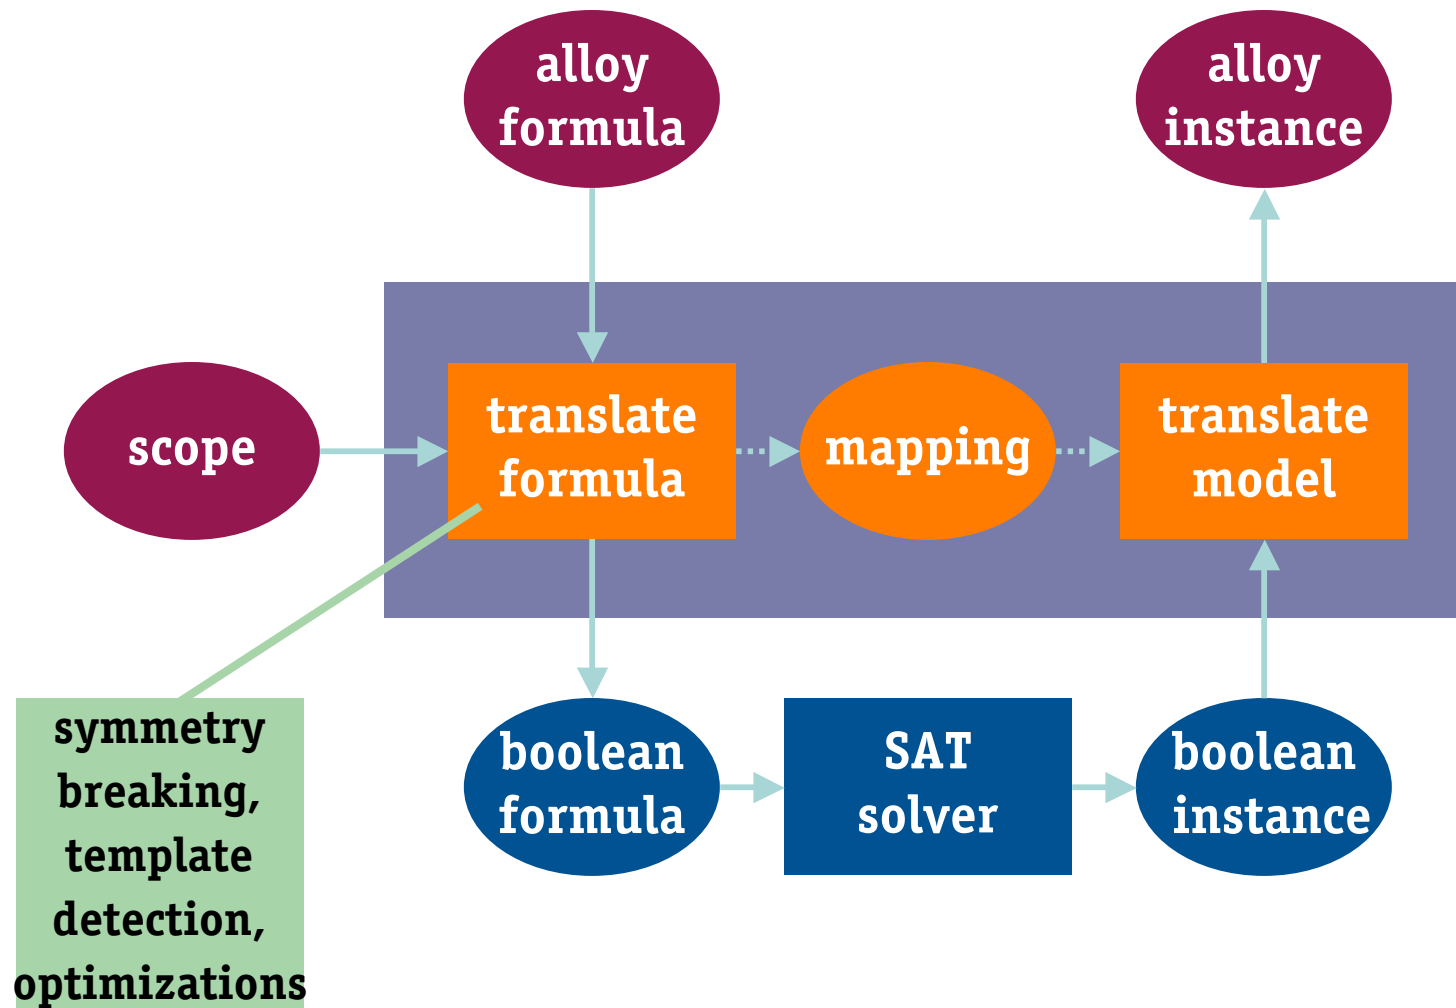 alloy
formula
alloy
instance
scope
translate
formula
mapping
translate
model
symmetry
breaking,
template
detection,
optimizations
boolean
formula
SAT
solver
boolean
instance